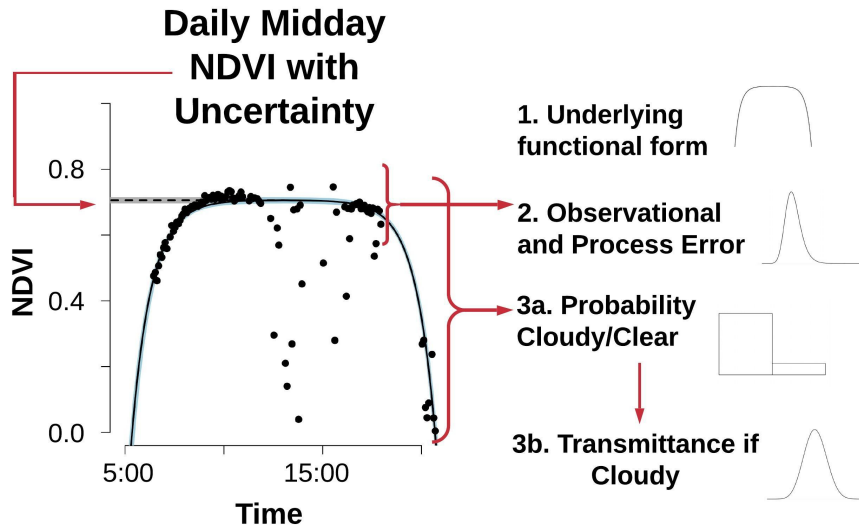 Daily Midday
NDVI with
Uncertainty
0.8
0.4
0.0
NDVI
5:00
15:00
Time
1. Underlying
functional form
2. Observational
and Process Error
3a. Probability
Cloudy/Clear
3b. Transmittance if
Cloudy